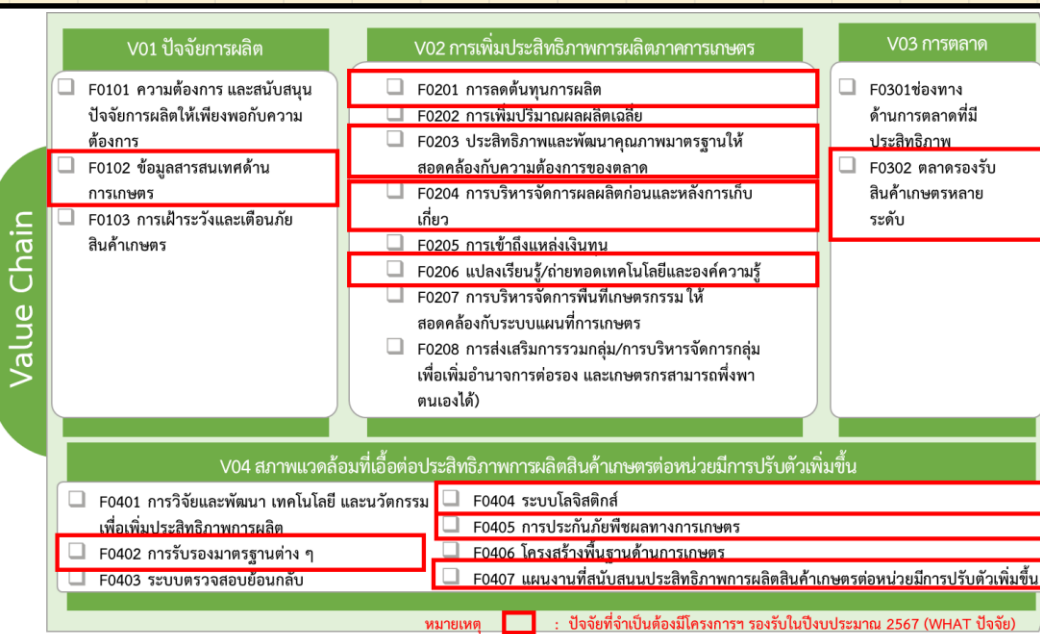 Value Chain
V01 ปัจจัยการผลิต
F0101 ความต้องการ และสนับสนุน
ปัจจัยการผลิตให้เพียงพอกับความ
ต้องการ
F0102 ข้อมูลสารสนเทศด้าน
การเกษตร
F0103 การเฝ้าระวังและเตือนภัย
สินค้าเกษตร
V02 การเพิ่มประสิทธิภาพการผลิตภาคการเกษตร
F0201 การลดต้นทุนการผลิต
F0202 การเพิ่มปริมาณผลผลิตเฉลี่ย
F0203 ประสิทธิภาพและพัฒนาคุณภาพมาตรฐานให้
สอดคล้องกับความต้องการของตลาด
F0204 การบริหารจัดการผลผลิตก่อนและหลังการเก็บ
เกี่ยว
F0205 การเข้าถึงแหล่งเงินทุน
F0206 แปลงเรียนรู้/ถ่ายทอดเทคโนโลยีและองค์ความรู้
F0207 การบริหารจัดการพื้นที่เกษตรกรรม ให้
สอดคล้องกับระบบแผนที่การเกษตร
F0208 การส่งเสริมการรวมกลุ่ม/การบริหารจัดการกลุ่ม
เพื่อเพิ่มอำนาจการต่อรอง และเกษตรกรสามารถพึ่งพา
ตนเองได้)
V03 การตลาด
F0301ช่องทาง
ด้านการตลาดที่มี
ประสิทธิภาพ
F0302 ตลาดรองรับ
สินค้าเกษตรหลาย
ระดับ
V04 สภาพแวดล้อมที่เอื้อต่อประสิทธิภาพการผลิตสินค้าเกษตรต่อหน่วยมีการปรับตัวเพิ่มขึ้น
F0401 การวิจัยและพัฒนา เทคโนโลยี และนวัตกรรม
เพื่อเพิ่มประสิทธิภาพการผลิต
F0402 การรับรองมาตรฐานต่าง ๆ
F0403 ระบบตรวจสอบย้อนกลับ
F0404 ระบบโลจิสติกส์
F0405 การประกันภัยพืชผลทางการเกษตร
F0406 โครงสร้างพื้นฐานด้านการเกษตร
F0407 แผนงานที่สนับสนุนประสิทธิภาพการผลิตสินค้าเกษตรต่อหน่วยมีการปรับตัวเพิ่มขึ้น
หมายเหตุ : ปัจจัยที่จำเป็นต้องมีโครงการฯ รองรับในปีงบประมาณ 2567 (WHAT ปัจจัย)